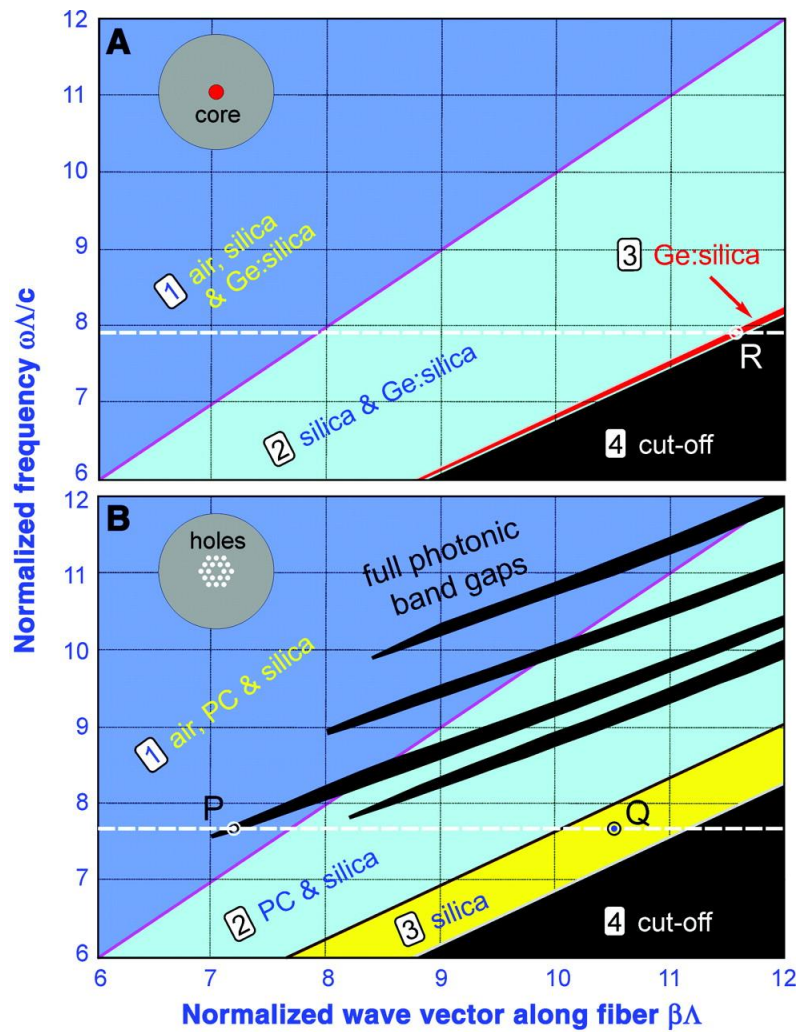 Normalized frequency ωΛ/c
12
11
10
9
8
7
6
A
core
1 air, silica
& Ge:silica
3 Ge:silica
R
2 silica & Ge:silica
4 cut-off
12
11
10
9
8
7
6
B
holes
full photonic
band gaps
1 air, PC & silica
P
Q
2 PC & silica
3 silica
4 cut-off
6 7 8 9 10 11 12
Normalized wave vector along fiber βΛ